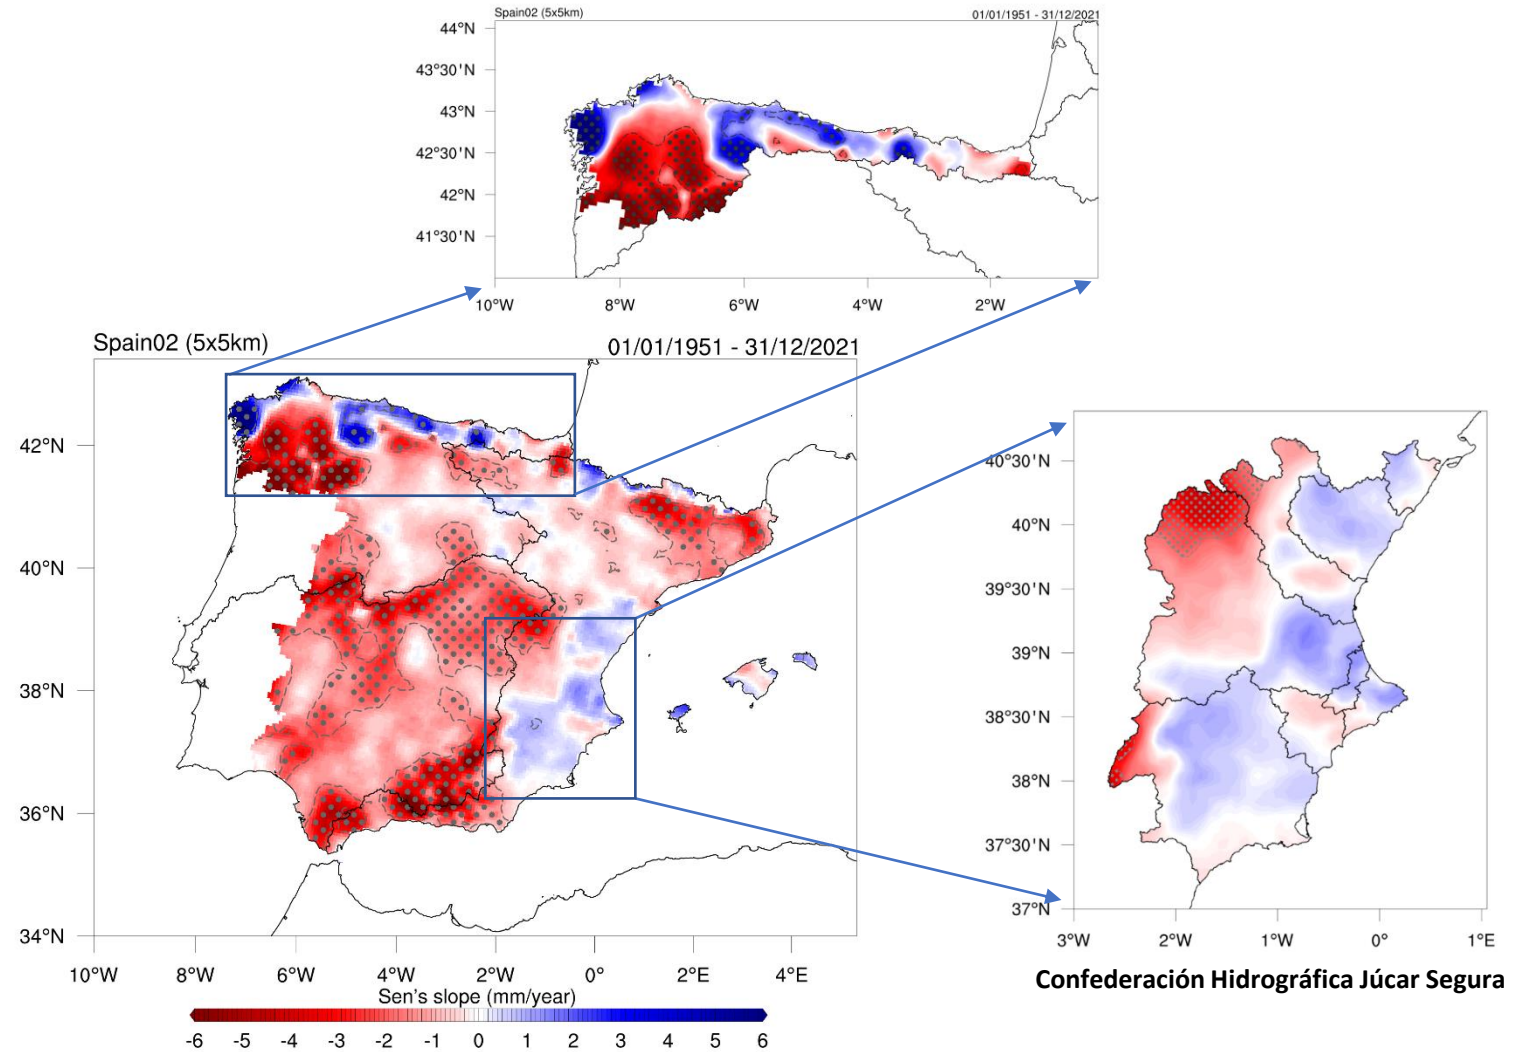 Spain02 (5x5km) 01/01/1951 - 31/12/2021
44°N
43°30'N
43°N
42°30'N
42°N
41°30'N
10°W 8°W 6°W 4°W 2°W
Spain02 (5x5km) 01/01/1951 - 31/12/2021
42°N
40°N
38°N
36°N
34°N
10°W 8°W 6°W 4°W 2°W 0° 2°E 4°E
Sen's slope (mm/year)
-6 -5 -4 -3 -2 -1 0 1 2 3 4 5 6
40°30'N
40°N
39°30'N
39°N
38°30'N
38°N
37°30'N
37°N
3°W 2°W 1°W 0° 1°E
Confederación Hidrográfica Júcar Segura